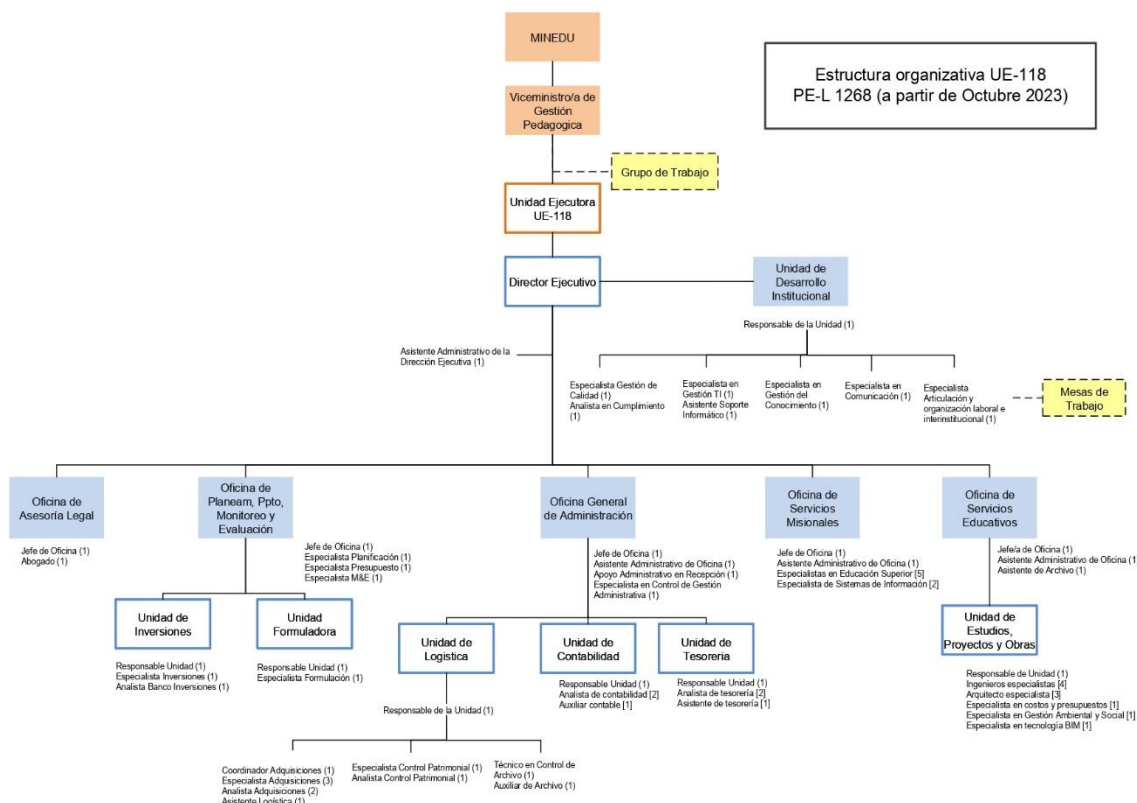 MINEDU
Estructura organizativa UE-118
PE-L 1268 (a partir de Octubre 2023)
Viceministro/a de
Gestión
Pedagogica
Grupo de Trabajo
Unidad Ejecutora
UE-118
Director Ejecutivo
Unidad de
Desarrollo
Institucional
Responsable de la Unidad (1)
Asistente Administrativo de la
Dirección Ejecutiva (1)
Especialista Gestión de
Calidad (1)
Analista en Cumplimiento
(1)
Especialista en
Gestión TI (1)
Asistente Soporte
Informático (1)
Especialista en
Gestión del
Conocimiento (1)
Especialista en
Comunicación (1)
Especialista
Articulación y
organización laboral e
interinstitucional (1)
Mesas de
Trabajo
Oficina de
Asesoría Legal
Jefe de Oficina (1)
Abogado (1)
Oficina de
Planeam, Ppto,
Monitoreo y
Evaluación
Jefe de Oficina (1)
Especialista Planificación (1)
Especialista Presupuesto (1)
Especialista M&E (1)
Unidad de
Inversiones
Responsable Unidad (1)
Especialista Inversiones (1)
Analista Banco Inversiones (1)
Unidad
Formuladora
Responsable Unidad (1)
Especialista Formulación (1)
Oficina General
de Administración
Jefe de Oficina (1)
Asistente Administrativo de Oficina (1)
Apoyo Administrativo en Recepción (1)
Especialista en Control de Gestión
Administrativa (1)
Unidad de
Logistica
Responsable de la Unidad (1)
Coordinador Adquisiciones (1)
Especialista Adquisiciones (3)
Analista Adquisiciones (2)
Asistente Logística (1)
Especialista Control Patrimonial (1)
Analista Control Patrimonial (1)
Técnico en Control de
Archivo (1)
Auxiliar de Archivo (1)
Unidad de
Contabilidad
Responsable Unidad (1)
Analista de contabilidad [2]
Auxiliar contable [1]
Unidad de
Tesoreria
Responsable Unidad (1)
Analista de tesorería [2]
Asistente de tesorería [1]
Oficina de
Servicios
Misionales
Jefe de Oficina (1)
Asistente Administrativo de Oficina (1)
Especialistas en Educación Superior [5]
Especialista de Sistemas de Información [2]
Oficina de
Servicios
Educativos
Jefe/a de Oficina (1)
Asistente Administrativo de Oficina (1
Asistente de Archivo (1)
Unidad de
Estudios,
Proyectos y Obras
Responsable de Unidad (1)
Ingenieros especialistas [4]
Arquitecto especialista [3]
Especialista en costos y presupuestos [1]
Especialista en Gestión Ambiental y Social [1]
Especialista en tecnología BIM [1]